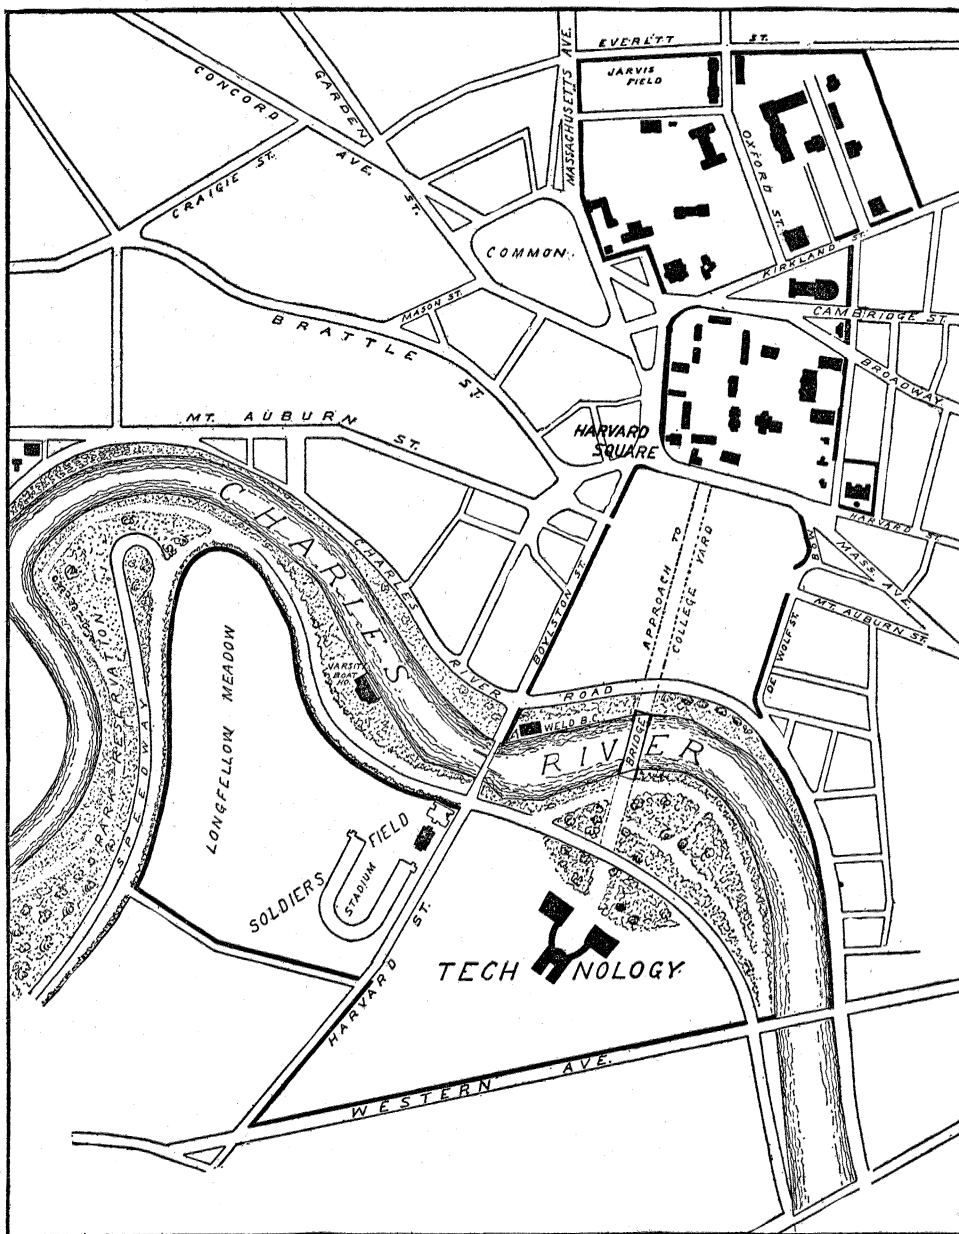 EVERETT ST.
JARVIS
FIELD
MASSACHUSETTS AVE.
CONCORD AVE.
GARDEN ST.
CRAIGIE ST.
OXFORD ST.
COMMON
KIRKLAND ST.
MASON ST.
CAMBRIDGE ST.
BRATTLE ST.
BROADWAY
MT. AUBURN ST.
HARVARD
SQUARE
CHARLES RIVER
HARVARD ST.
MASS. AVE.
BOW
APPROACH TO
COLLEGE YARD
CHARLES RIVER ROAD
BOYLSTON ST.
MT. AUBURN ST.
DE WOLF ST.
PARK RESERVATION
SPEEDWAY
LONGFELLOW MEADOW
VARSITY
BOAT
HO.
WELD B.C.
BRIDGE
SOLDIERS FIELD
STADIUM
TECHNOLOGY
HARVARD ST.
WESTERN AVE.